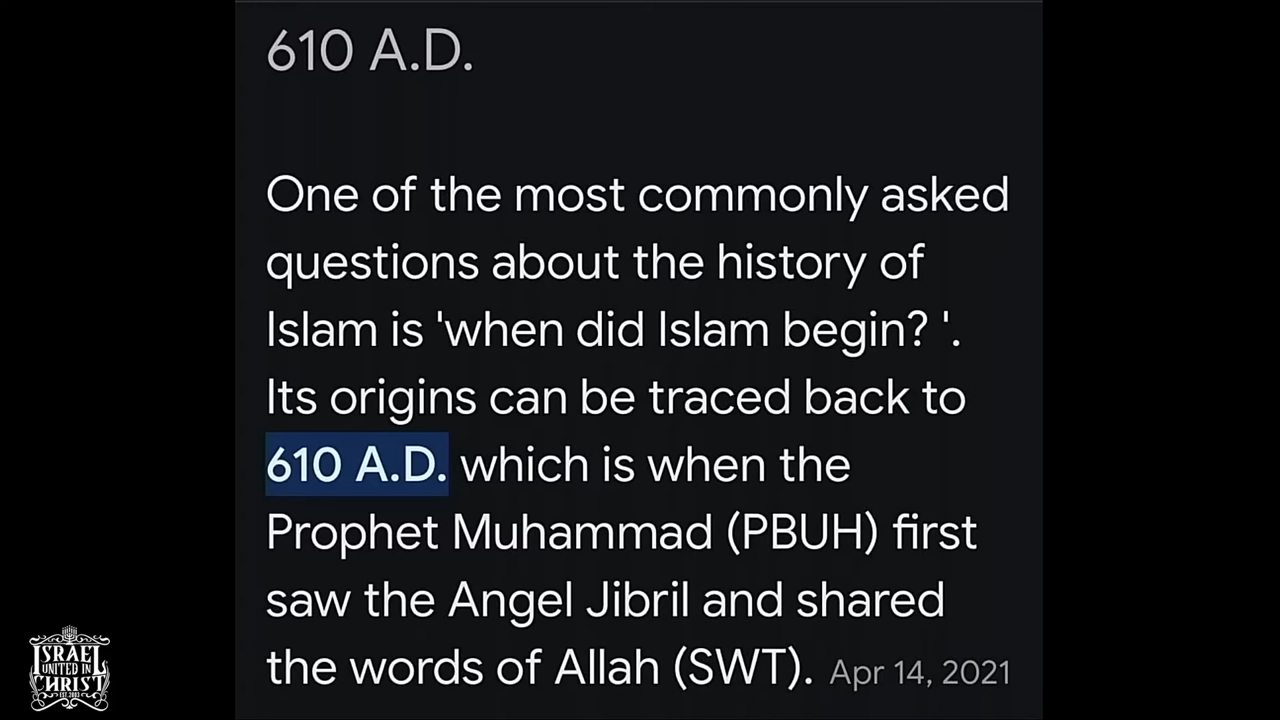 610 A.D.
One of the most commonly asked
questions about the history of
Islam is 'when did Islam begin? '.
Its origins can be traced back to
610 A.D. which is when the
Prophet Muhammad (PBUH) first
saw the Angel Jibril and shared
the words of Allah (SWT). Apr 14, 2021
ISRAEL
UNITED IN
CHRIST
EST. 2003